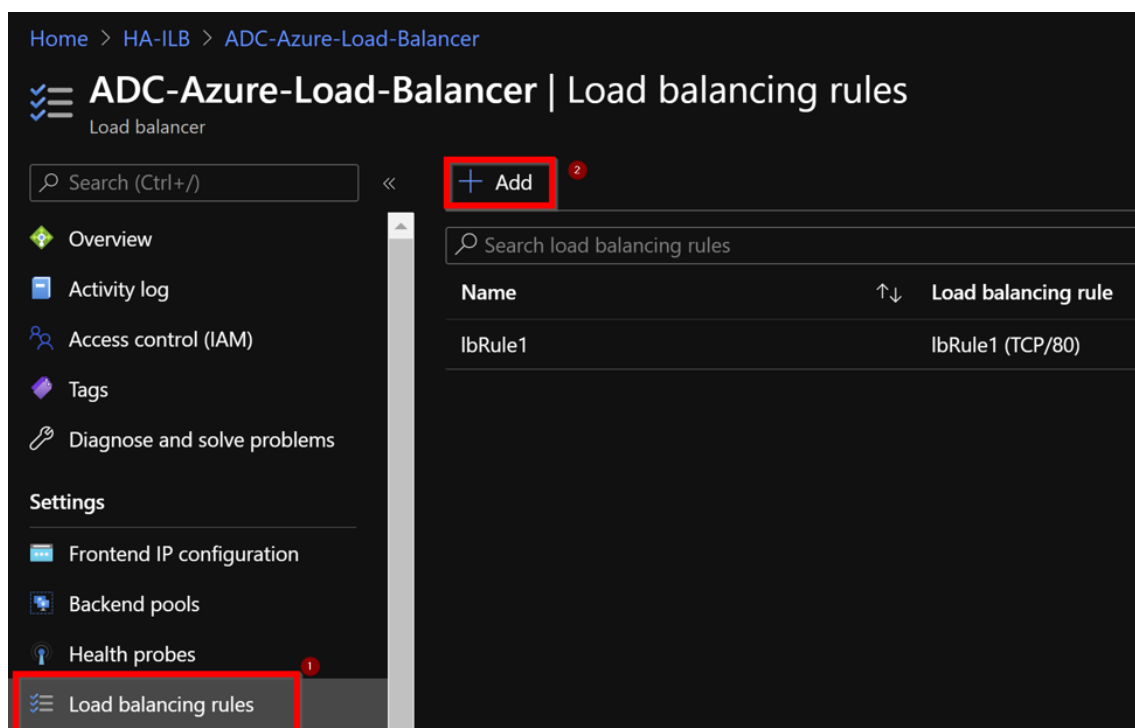 Home > HA-ILB > ADC-Azure-Load-Balancer
ADC-Azure-Load-Balancer | Load balancing rules
Load balancer
Search (Ctrl+/)
«
+ Add
2
Overview
Search load balancing rules
Activity log
Name ↑↓ Load balancing rule
Access control (IAM)
lbRule1 lbRule1 (TCP/80)
Tags
Diagnose and solve problems
Settings
Frontend IP configuration
Backend pools
Health probes
1
Load balancing rules